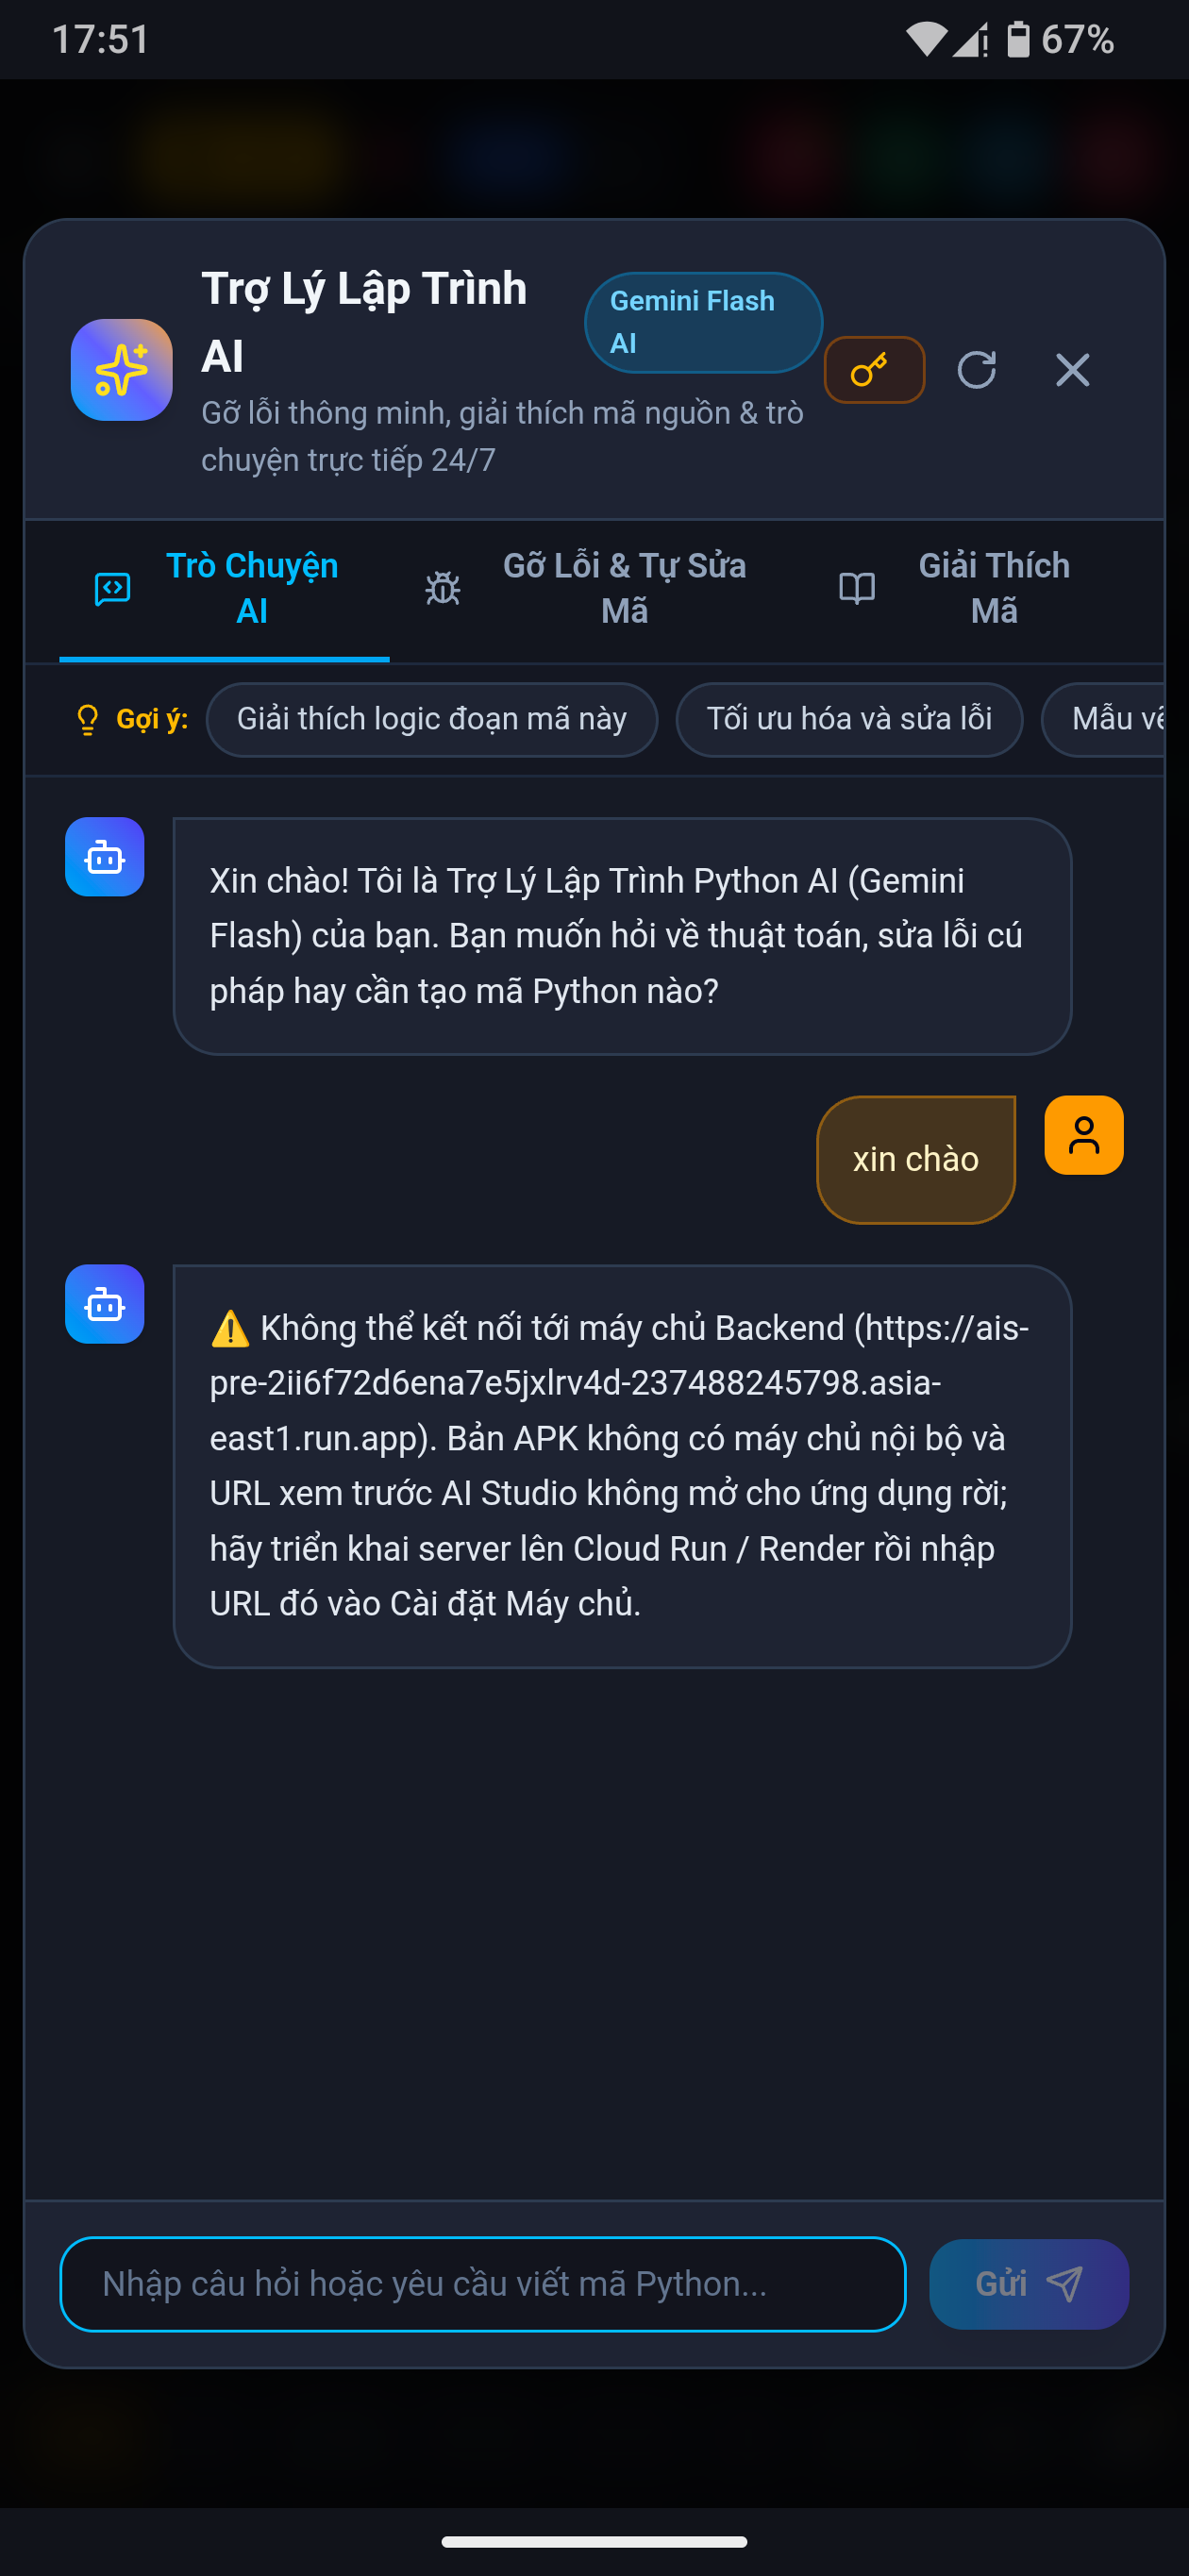 17:51
67%
Trợ Lý Lập Trình
AI
Gemini Flash
AI
Gỡ lỗi thông minh, giải thích mã nguồn & trò
chuyện trực tiếp 24/7
Trò Chuyện
AI
Gỡ Lỗi & Tự Sửa
Mã
Giải Thích
Mã
Gợi ý:
Giải thích logic đoạn mã này
Tối ưu hóa và sửa lỗi
Mẫu vẽ
Xin chào! Tôi là Trợ Lý Lập Trình Python AI (Gemini
Flash) của bạn. Bạn muốn hỏi về thuật toán, sửa lỗi cú
pháp hay cần tạo mã Python nào?
xin chào
⚠️ Không thể kết nối tới máy chủ Backend (https://ais-
pre-2ii6f72d6ena7e5jxlrv4d-237488245798.asia-
east1.run.app). Bản APK không có máy chủ nội bộ và
URL xem trước AI Studio không mở cho ứng dụng rời;
hãy triển khai server lên Cloud Run / Render rồi nhập
URL đó vào Cài đặt Máy chủ.
Nhập câu hỏi hoặc yêu cầu viết mã Python...
Gửi